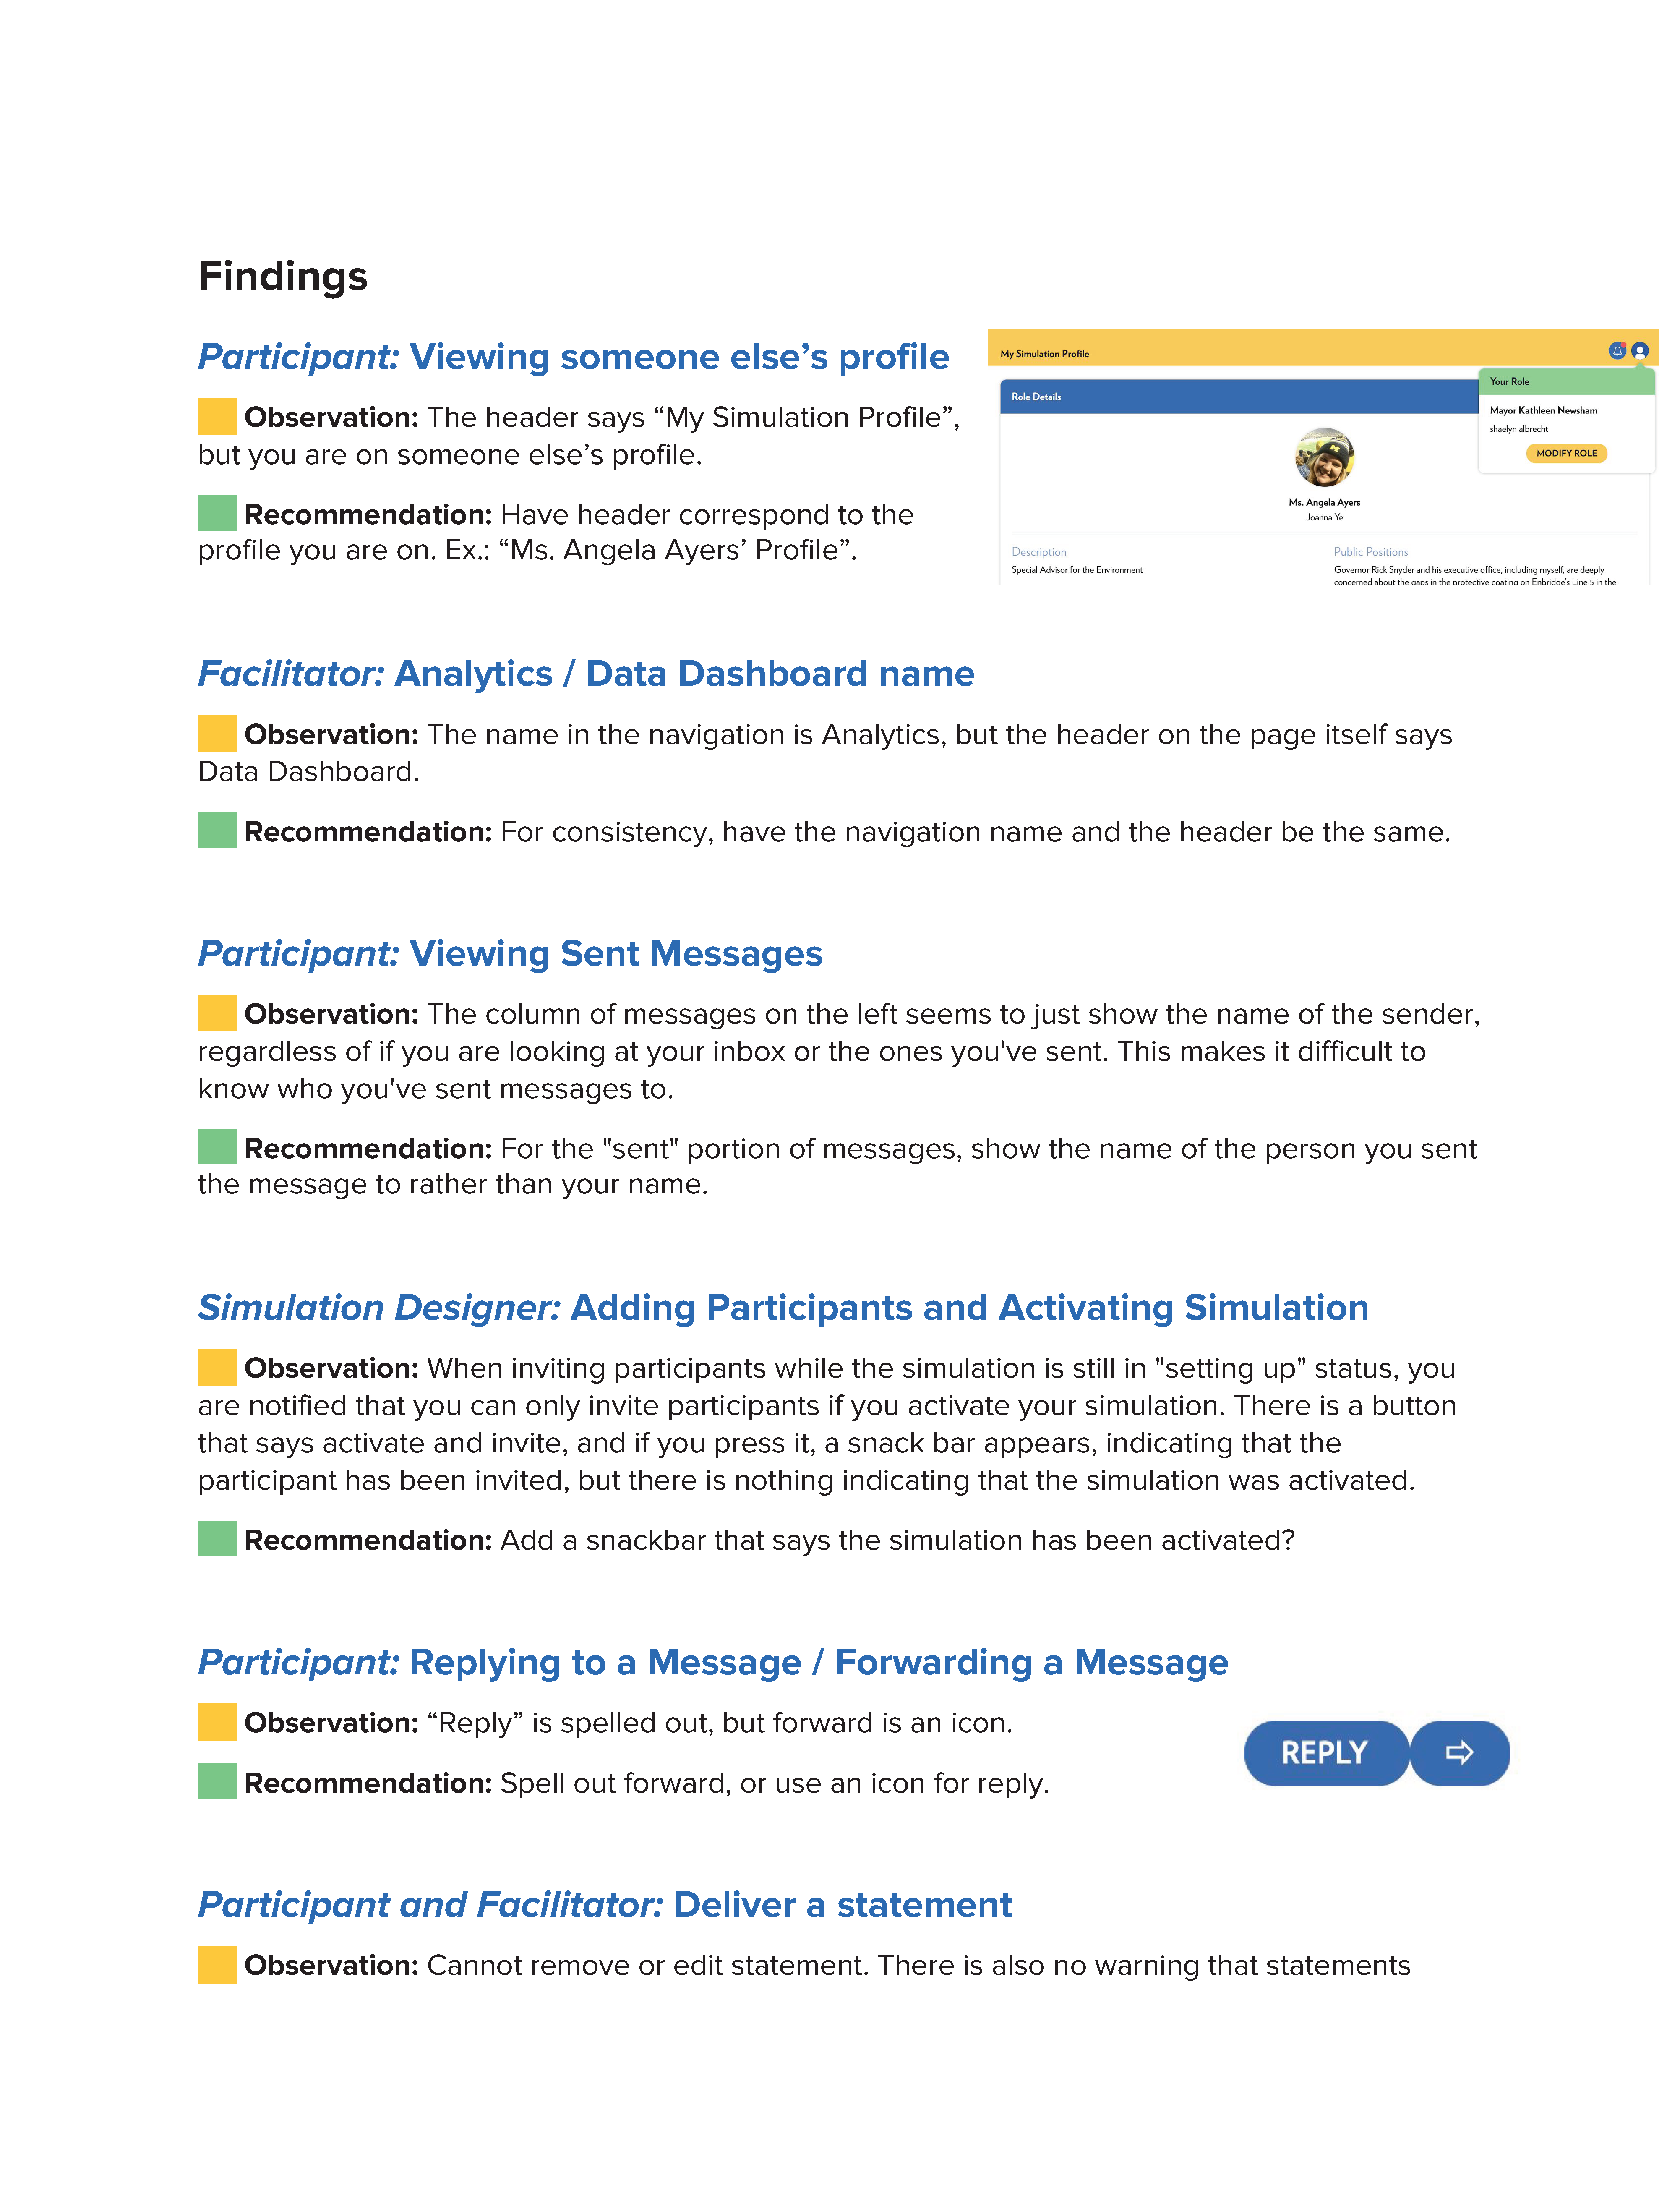 Findings
Participant: Viewing someone else’s profile
Observation: The header says “My Simulation Profile”,
but you are on someone else’s profile.
Recommendation: Have header correspond to the
profile you are on. Ex.: “Ms. Angela Ayers’ Profile”.
My Simulation Profile
Role Details
Your Role
Mayor Kathleen Newsham
shaelyn albrecht
MODIFY ROLE
Ms. Angela Ayers
Joanna Ye
Description
Special Advisor for the Environment
Public Positions
Governor Rick Snyder and his executive office, including myself, are deeply
concerned about the gaps in the protective coating on Enbridge’s Line 5 in the
Facilitator: Analytics / Data Dashboard name
Observation: The name in the navigation is Analytics, but the header on the page itself says
Data Dashboard.
Recommendation: For consistency, have the navigation name and the header be the same.
Participant: Viewing Sent Messages
Observation: The column of messages on the left seems to just show the name of the sender,
regardless of if you are looking at your inbox or the ones you've sent. This makes it difficult to
know who you've sent messages to.
Recommendation: For the "sent" portion of messages, show the name of the person you sent
the message to rather than your name.
Simulation Designer: Adding Participants and Activating Simulation
Observation: When inviting participants while the simulation is still in "setting up" status, you
are notified that you can only invite participants if you activate your simulation. There is a button
that says activate and invite, and if you press it, a snack bar appears, indicating that the
participant has been invited, but there is nothing indicating that the simulation was activated.
Recommendation: Add a snackbar that says the simulation has been activated?
Participant: Replying to a Message / Forwarding a Message
Observation: “Reply” is spelled out, but forward is an icon.
Recommendation: Spell out forward, or use an icon for reply.
REPLY
Participant and Facilitator: Deliver a statement
Observation: Cannot remove or edit statement. There is also no warning that statements